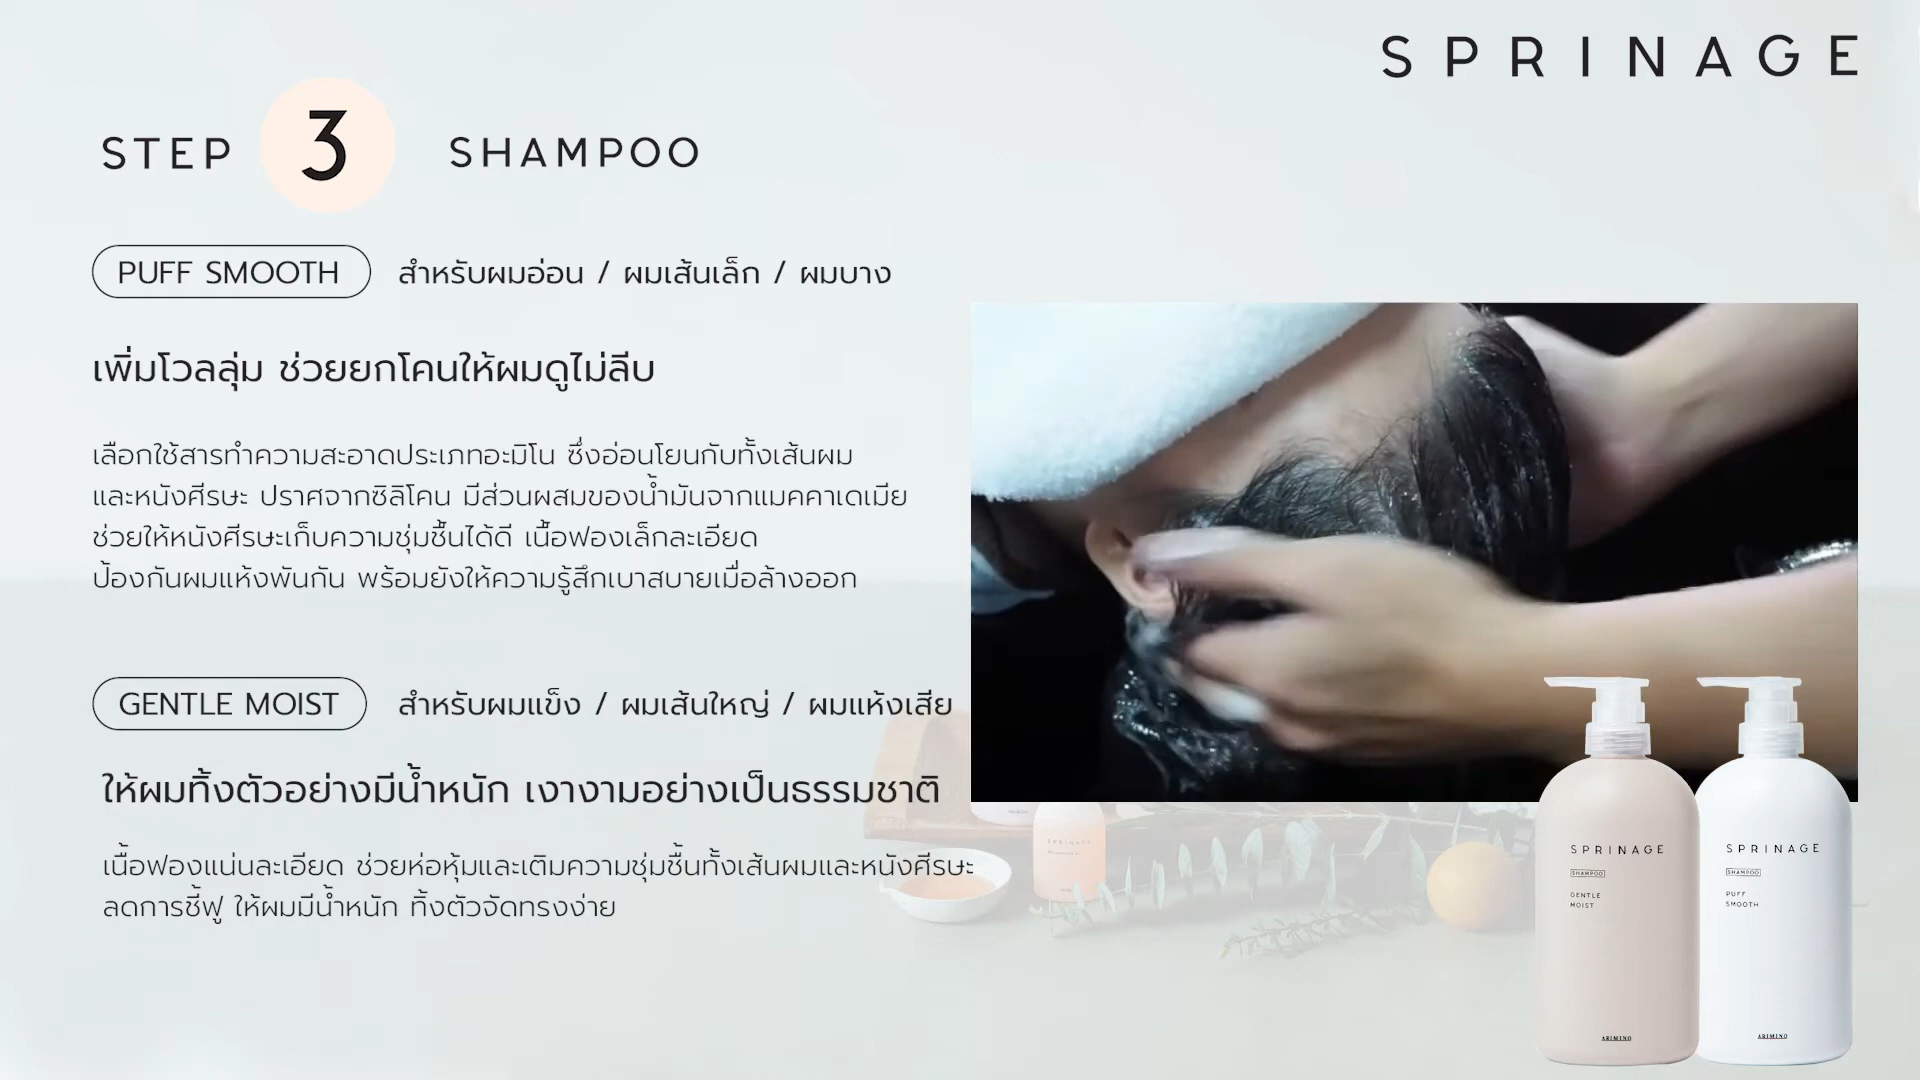 SPRINAGE
STEP 3 SHAMPOO
PUFF SMOOTH สำหรับผมอ่อน / ผมเส้นเล็ก / ผมบาง
เพิ่มโวลลุ่ม ช่วยยกโคนให้ผมดูไม่ลีบ
เลือกใช้สารทำความสะอาดประเภทอะมิโน ซึ่งอ่อนโยนกับทั้งเส้นผม
และหนังศีรษะ ปราศจากซิลิโคน มีส่วนผสมของน้ำมันจากแมคคาเดเมีย
ช่วยให้หนังศีรษะเก็บความชุ่มชื้นได้ดี เนื้อฟองเล็กละเอียด
ป้องกันผมแห้งพันกัน พร้อมยังให้ความรู้สึกเบาสบายเมื่อล้างออก
GENTLE MOIST สำหรับผมแข็ง / ผมเส้นใหญ่ / ผมแห้งเสีย
ให้ผมทิ้งตัวอย่างมีน้ำหนัก เงางามอย่างเป็นธรรมชาติ
เนื้อฟองแน่นละเอียด ช่วยห่อหุ้มและเติมความชุ่มชื้นทั้งเส้นผมและหนังศีรษะ
ลดการชี้ฟู ให้ผมมีน้ำหนัก ทิ้งตัวจัดทรงง่าย
SPRINAGE
SHAMPOO
GENTLE
MOIST
ARIMINO
SPRINAGE
SHAMPOO
PUFF
SMOOTH
ARIMINO